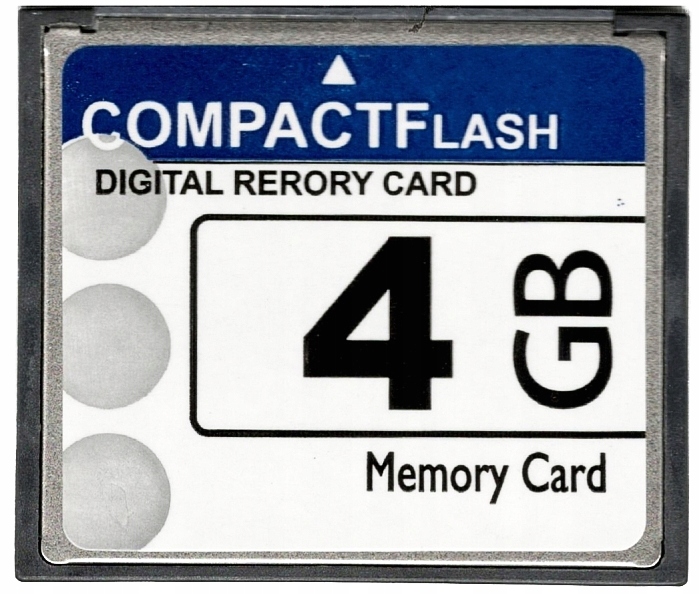 COMPACTFLASH
DIGITAL RERORY CARD
4 GB
Memory Card